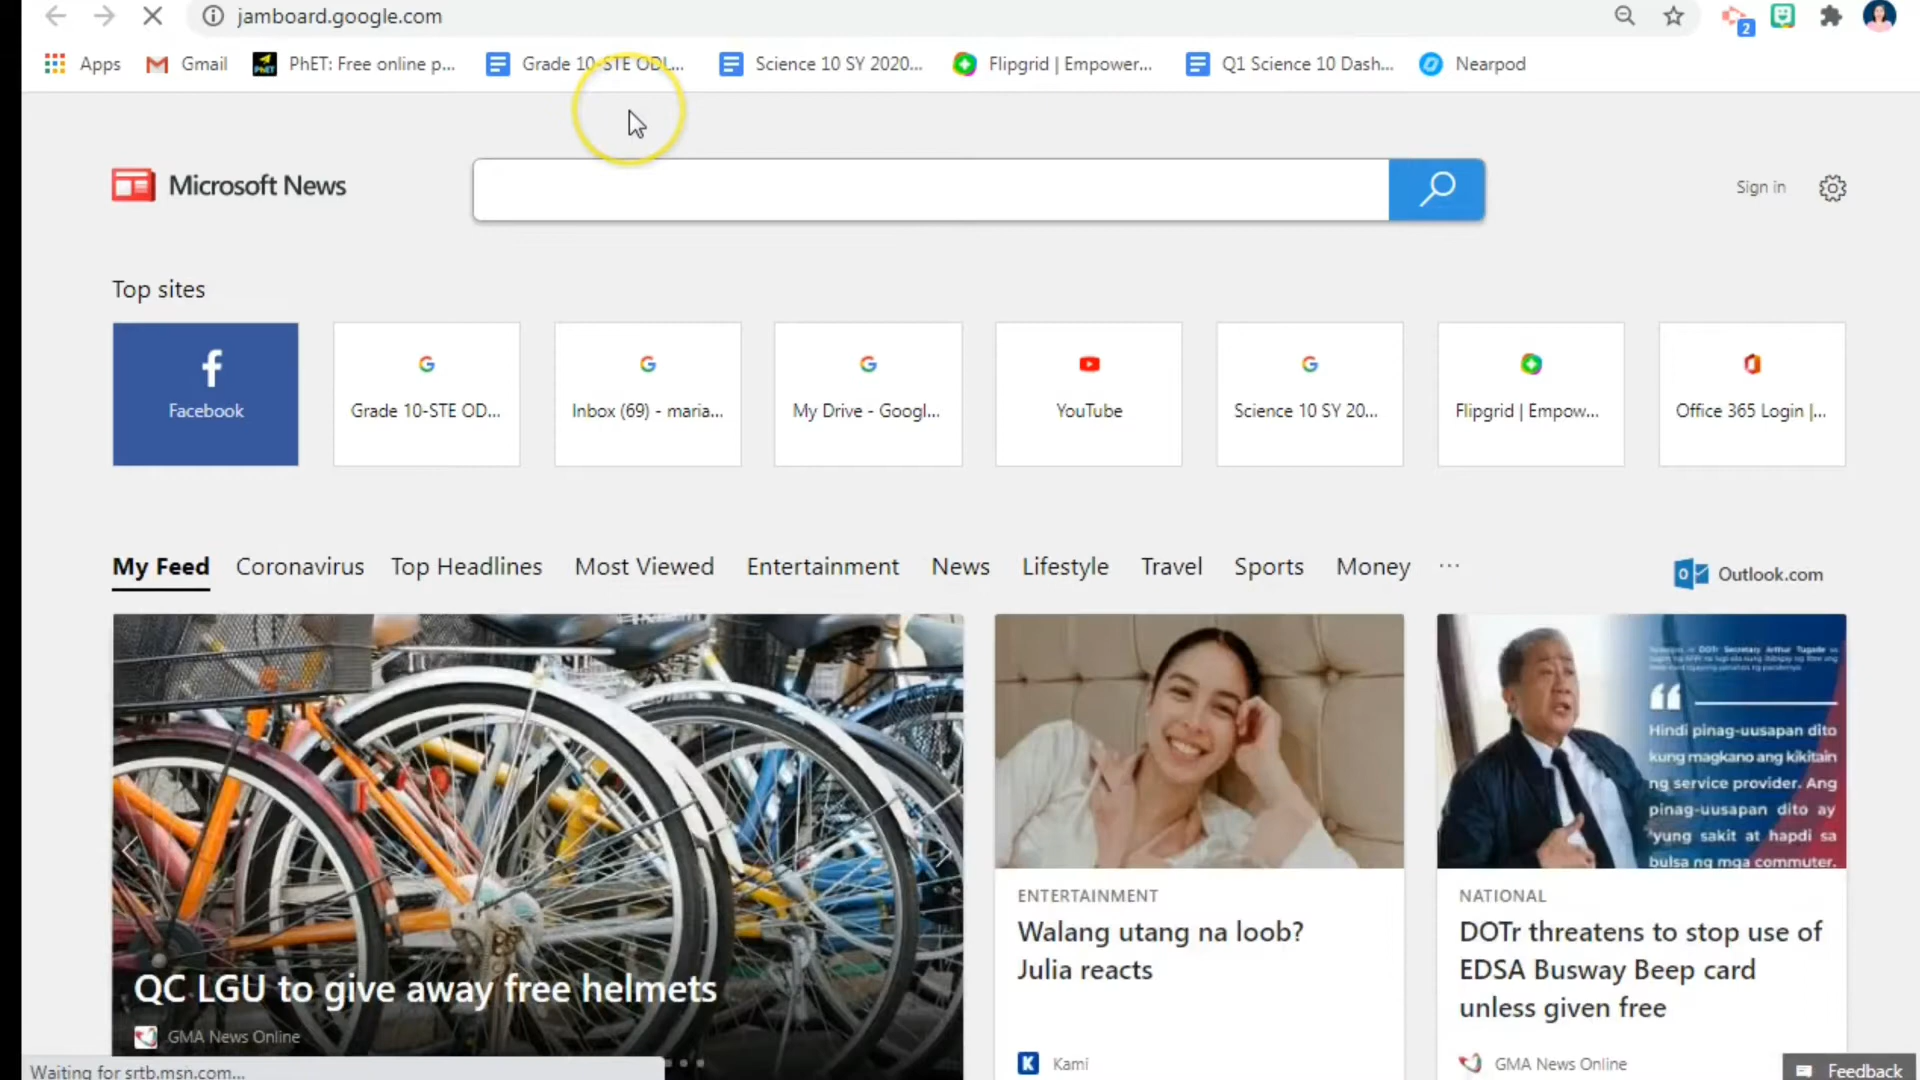 jamboard.google.com
2
Apps
Gmail
PhET: Free online p...
Grade 10-STE ODL...
Science 10 SY 2020...
Flipgrid | Empower...
Q1 Science 10 Dash...
Nearpod
Microsoft News
Sign in
Top sites
Facebook
Grade 10-STE OD...
Inbox (69) - maria...
My Drive - Googl...
YouTube
Science 10 SY 20...
Flipgrid | Empow...
Office 365 Login |...
My Feed
Coronavirus
Top Headlines
Most Viewed
Entertainment
News
Lifestyle
Travel
Sports
Money
...
Outlook.com
QC LGU to give away free helmets
GMA News Online
ENTERTAINMENT
Walang utang na loob?
Julia reacts
Kami
Hindi pinag-uusapan dito
kung magkano ang kikitain
ng service provider. Ang
pinag-uusapan dito ay
'yung sakit at hapdi sa
bulsa ng mga commuter.
NATIONAL
DOTr threatens to stop use of
EDSA Busway Beep card
unless given free
GMA News Online
Waiting for srtb.msn.com...
Feedback